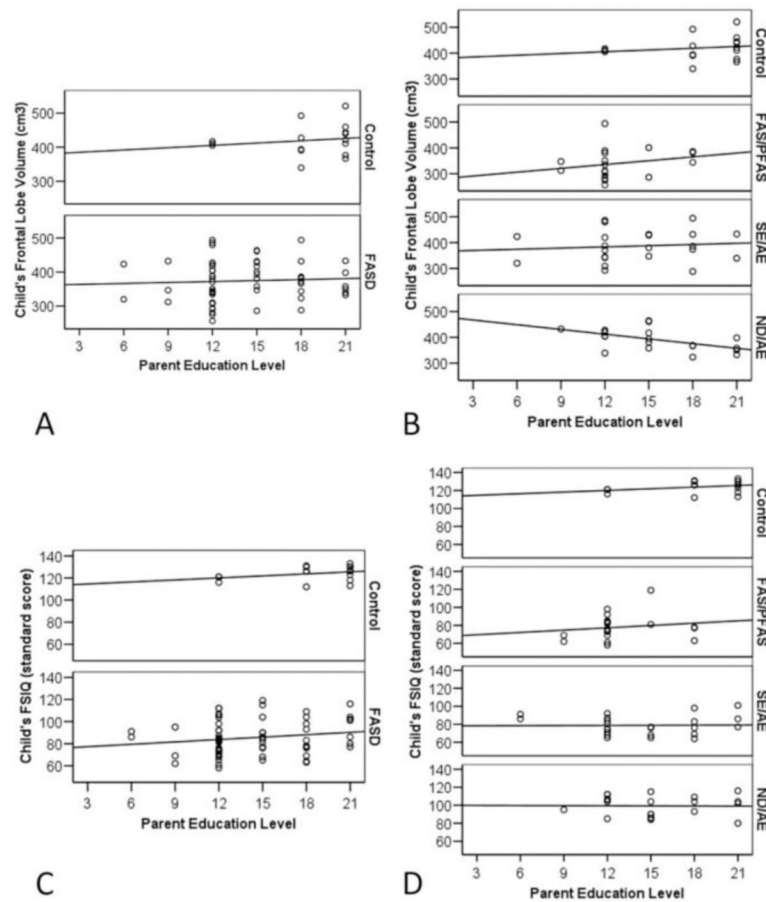 Child's Frontal Lobe Volume (cm3)
500
400
300
Control
500
400
300
FASD
3 6 9 12 15 18 21
Parent Education Level
A
Child's Frontal Lobe Volume (cm3)
500
400
300
Control
500
400
300
FAS/PFAS
500
400
300
SE/AE
500
400
300
ND/AE
3 6 9 12 15 18 21
Parent Education Level
B
Child's FSIQ (standard score)
140
120
100
80
60
Control
140
120
100
80
60
FASD
3 6 9 12 15 18 21
Parent Education Level
C
Child's FSIQ (standard score)
140
120
100
80
60
Control
140
120
100
80
60
FAS/PFAS
140
120
100
80
60
SE/AE
140
120
100
80
60
ND/AE
3 6 9 12 15 18 21
Parent Education Level
D